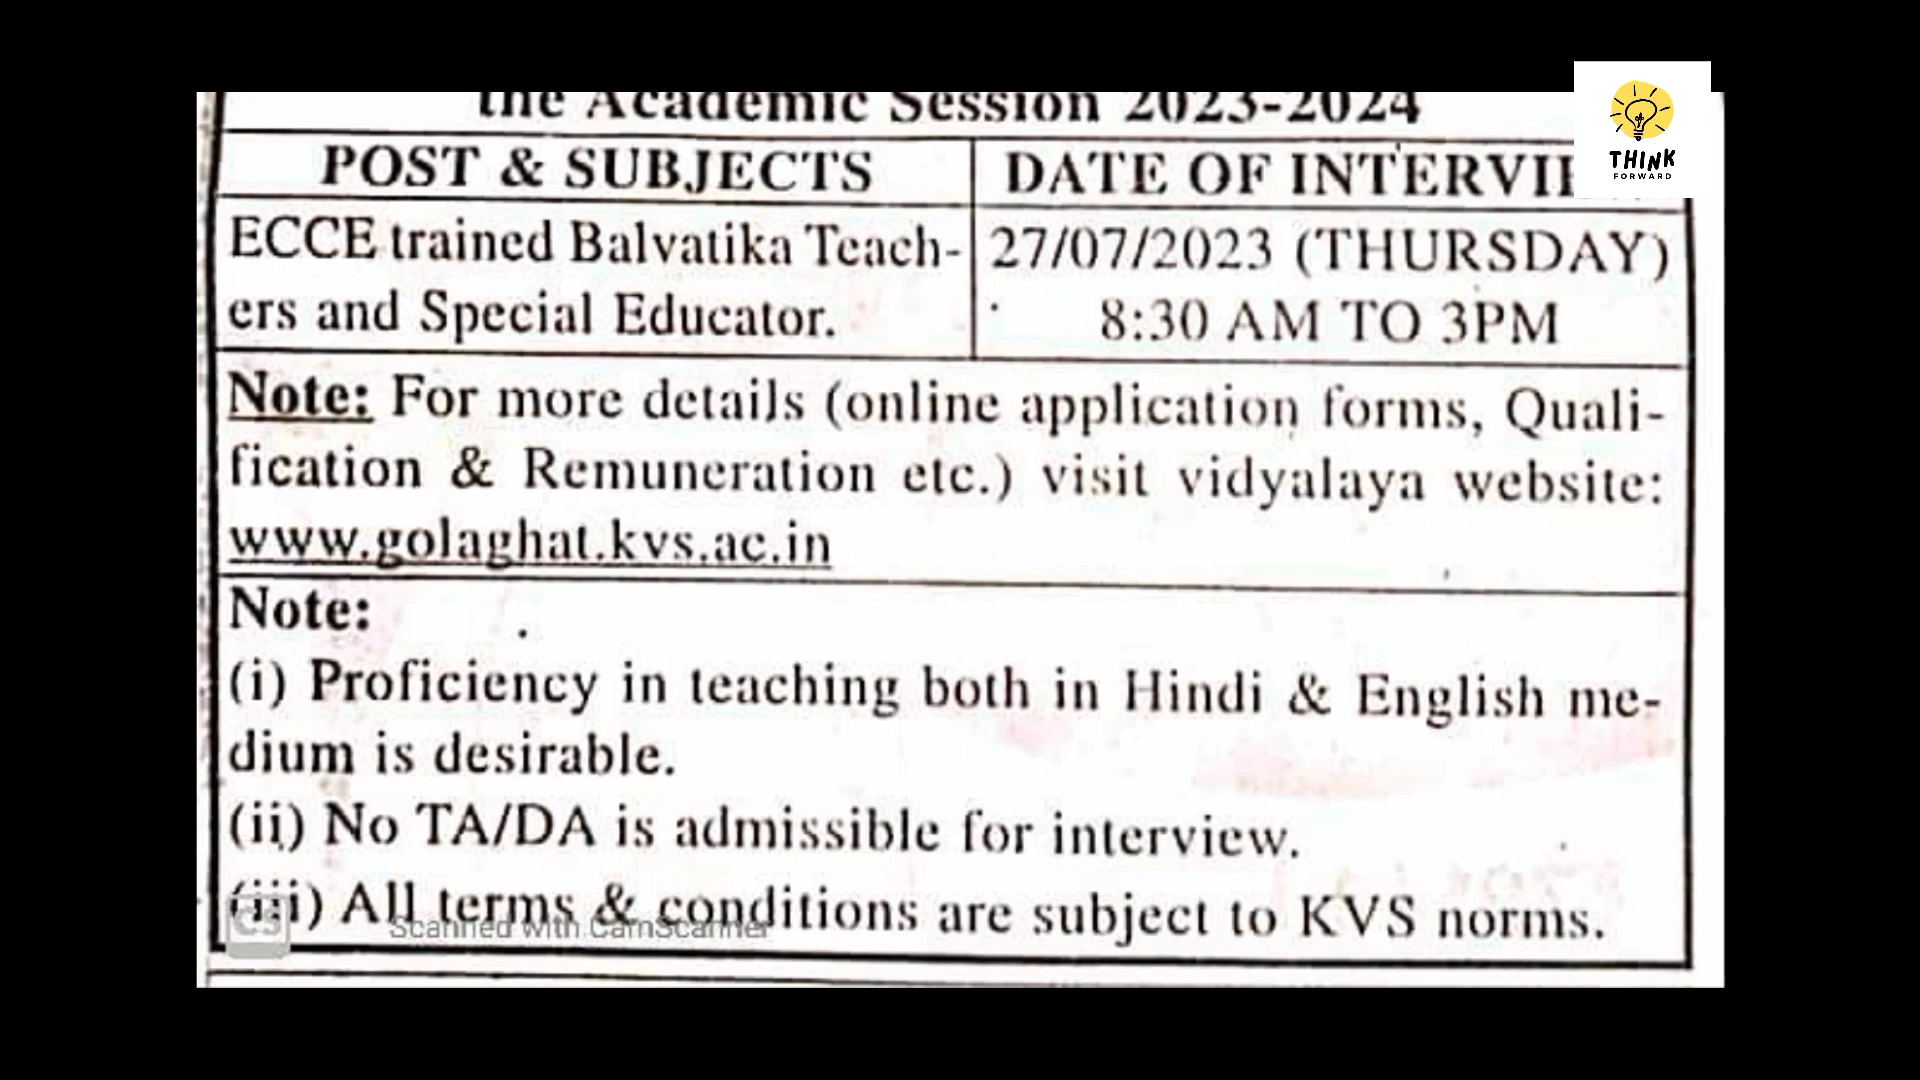 the Academic Session 2023-2024
THINK
FORWARD
POST & SUBJECTS
DATE OF
ECCE trained Balvatika Teach-
ers and Special Educator.
27/07/2023 (THURSDAY)
8:30 AM TO 3PM
Note: For more details (online application forms, Quali-
fication & Remuneration etc.) visit vidyalaya website:
www.golaghat.kvs.ac.in
Note:
(i) Proficiency in teaching both in Hindi & English me-
dium is desirable.
(ii) No TA/DA is admissible for interview.
(iii) All terms & conditions are subject to KVS norms.
CS
Scanned with CamScanner